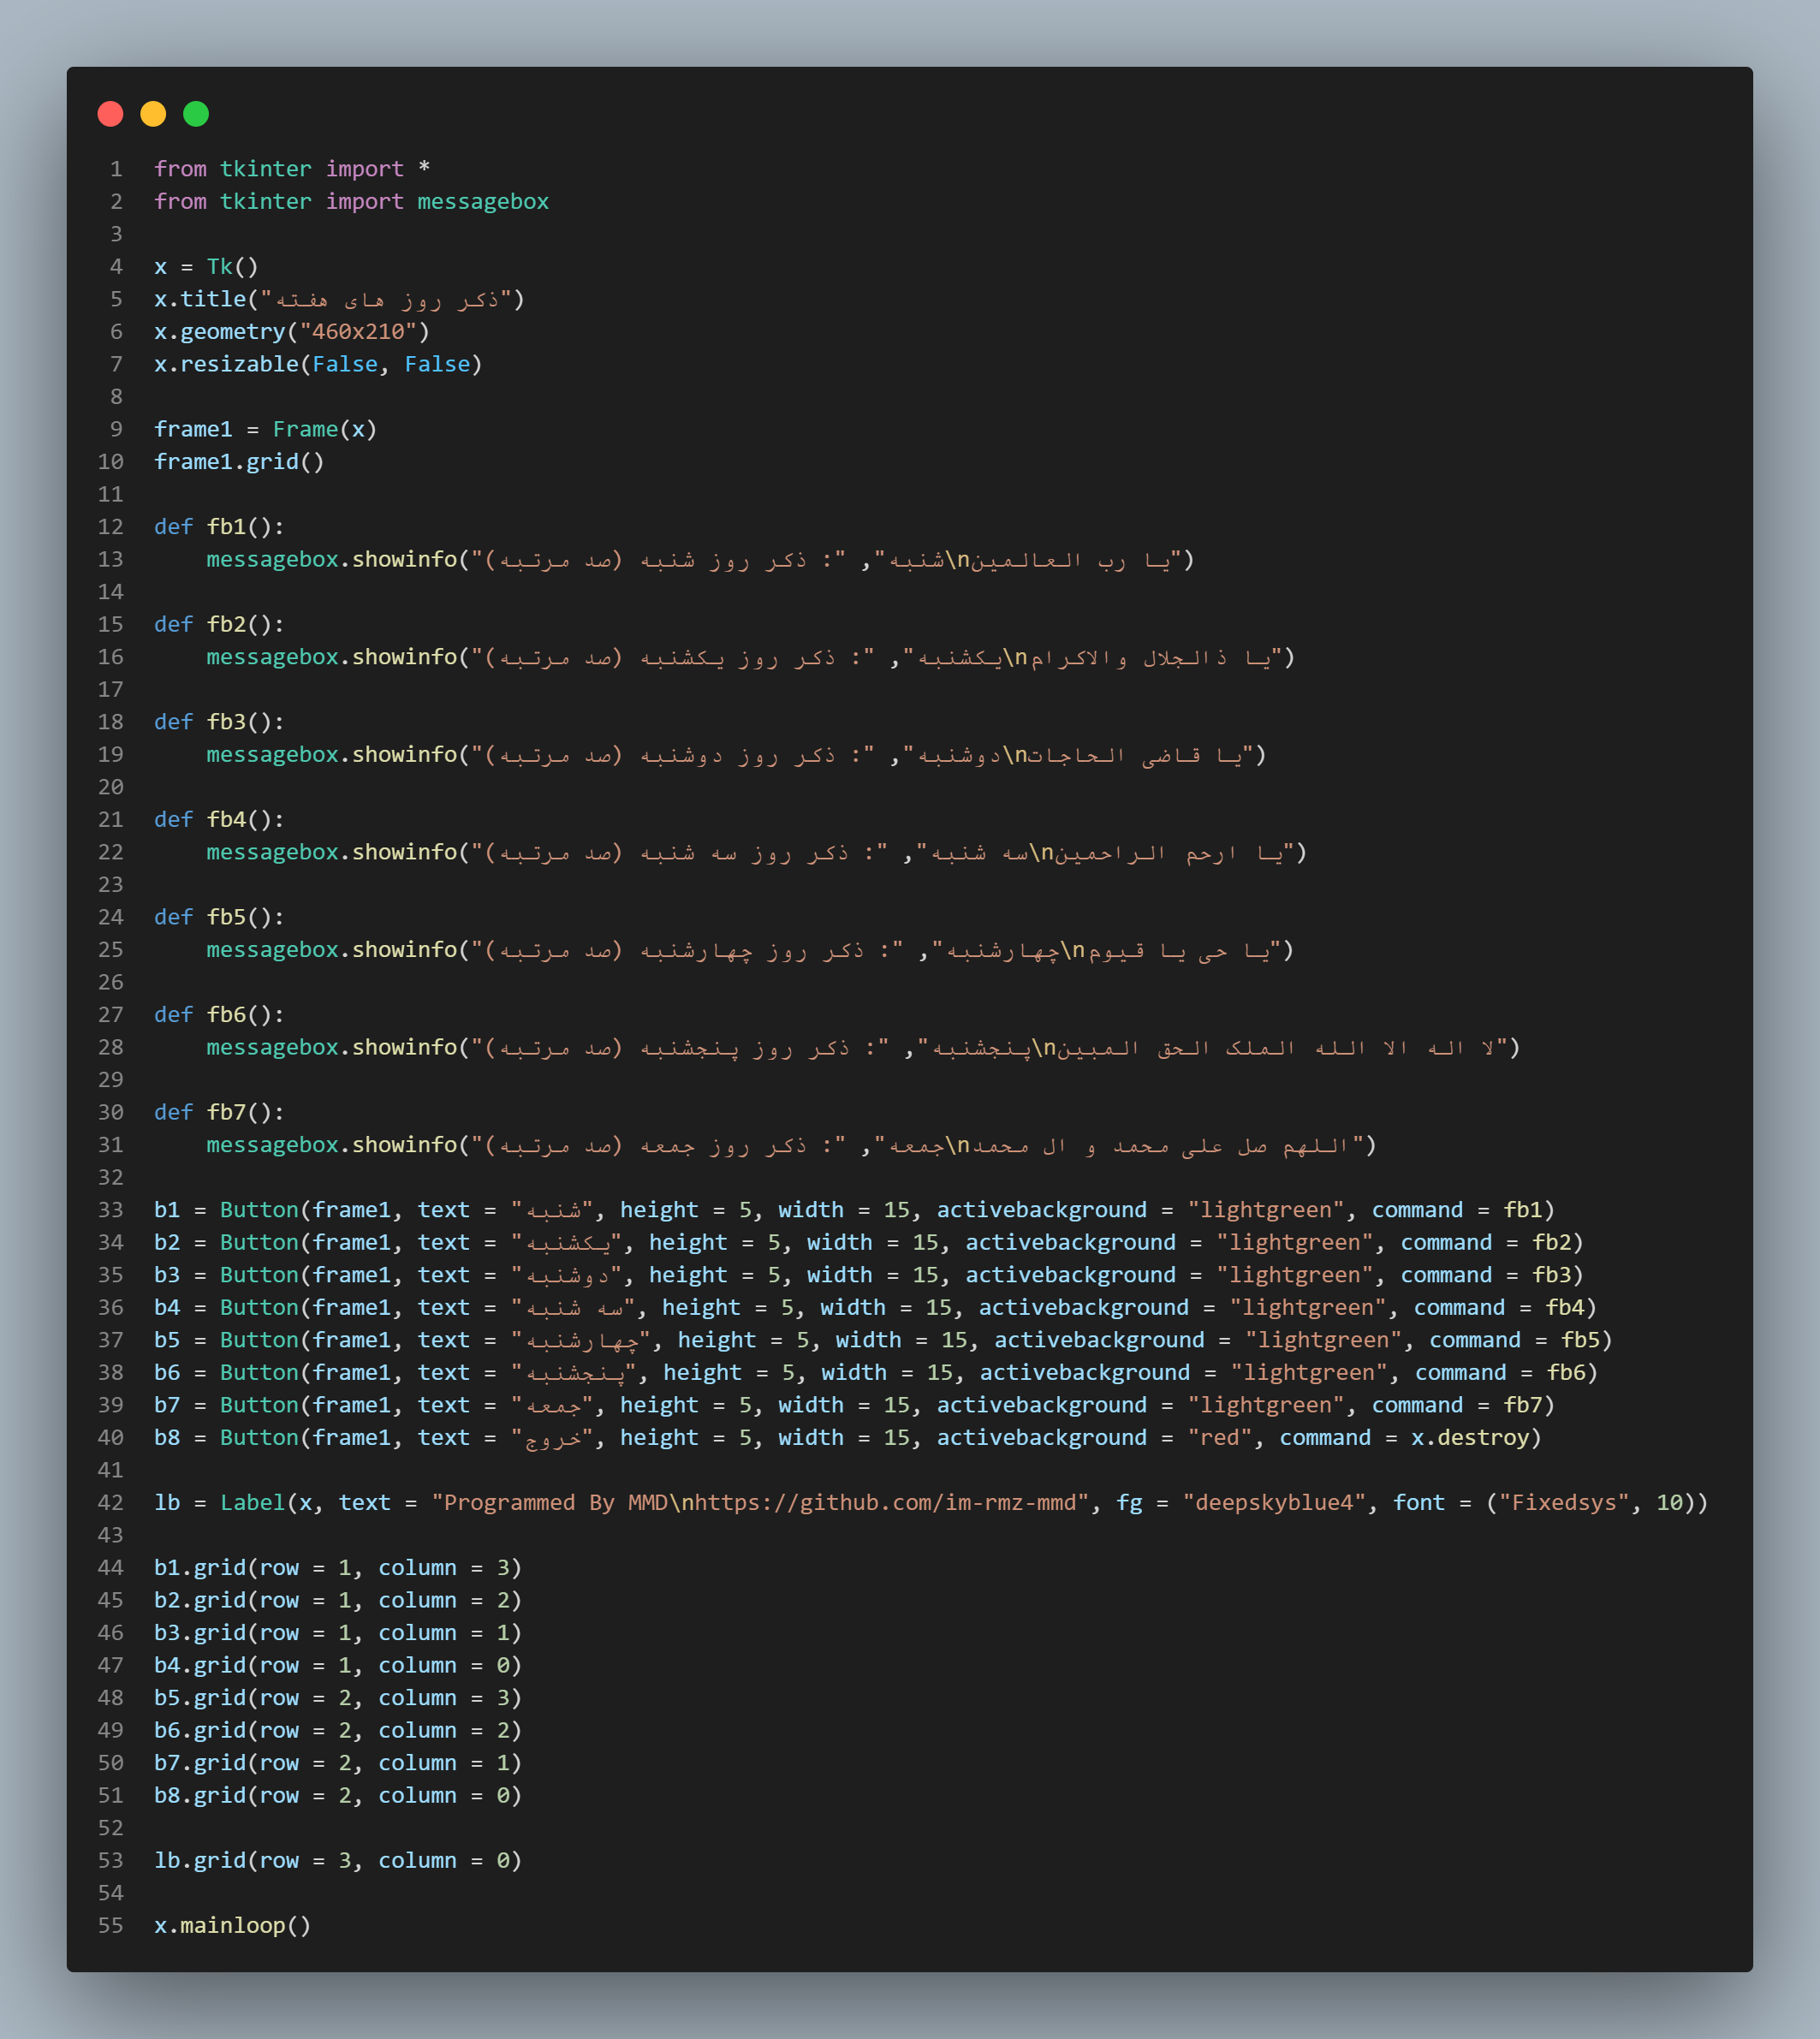 1 from tkinter import *
2 from tkinter import messagebox
3
4 x = Tk()
5 x.title("ذکر روز های هفته")
6 x.geometry("460x210")
7 x.resizable(False, False)
8
9 frame1 = Frame(x)
10 frame1.grid()
11
12 def fb1():
13     messagebox.showinfo("شنبه", ": ذکر روز شنبه (صد مرتبه)\nیا رب العالمین")
14
15 def fb2():
16     messagebox.showinfo("یکشنبه", ": ذکر روز یکشنبه (صد مرتبه)\nیا ذالجلال والاکرام")
17
18 def fb3():
19     messagebox.showinfo("دوشنبه", ": ذکر روز دوشنبه (صد مرتبه)\nیا قاضی الحاجات")
20
21 def fb4():
22     messagebox.showinfo("سه شنبه", ": ذکر روز سه شنبه (صد مرتبه)\nیا ارحم الراحمین")
23
24 def fb5():
25     messagebox.showinfo("چهارشنبه", ": ذکر روز چهارشنبه (صد مرتبه)\nیا حی یا قیوم")
26
27 def fb6():
28     messagebox.showinfo("پنجشنبه", ": ذکر روز پنجشنبه (صد مرتبه)\nلا اله الا الله الملک الحق المبین")
29
30 def fb7():
31     messagebox.showinfo("جمعه", ": ذکر روز جمعه (صد مرتبه)\nاللهم صل علی محمد و ال محمد")
32
33 b1 = Button(frame1, text = "شنبه", height = 5, width = 15, activebackground = "lightgreen", command = fb1)
34 b2 = Button(frame1, text = "یکشنبه", height = 5, width = 15, activebackground = "lightgreen", command = fb2)
35 b3 = Button(frame1, text = "دوشنبه", height = 5, width = 15, activebackground = "lightgreen", command = fb3)
36 b4 = Button(frame1, text = "سه شنبه", height = 5, width = 15, activebackground = "lightgreen", command = fb4)
37 b5 = Button(frame1, text = "چهارشنبه", height = 5, width = 15, activebackground = "lightgreen", command = fb5)
38 b6 = Button(frame1, text = "پنجشنبه", height = 5, width = 15, activebackground = "lightgreen", command = fb6)
39 b7 = Button(frame1, text = "جمعه", height = 5, width = 15, activebackground = "lightgreen", command = fb7)
40 b8 = Button(frame1, text = "خروج", height = 5, width = 15, activebackground = "red", command = x.destroy)
41
42 lb = Label(x, text = "Programmed By MMD\nhttps://github.com/im-rmz-mmd", fg = "deepskyblue4", font = ("Fixedsys", 10))
43
44 b1.grid(row = 1, column = 3)
45 b2.grid(row = 1, column = 2)
46 b3.grid(row = 1, column = 1)
47 b4.grid(row = 1, column = 0)
48 b5.grid(row = 2, column = 3)
49 b6.grid(row = 2, column = 2)
50 b7.grid(row = 2, column = 1)
51 b8.grid(row = 2, column = 0)
52
53 lb.grid(row = 3, column = 0)
54
55 x.mainloop()